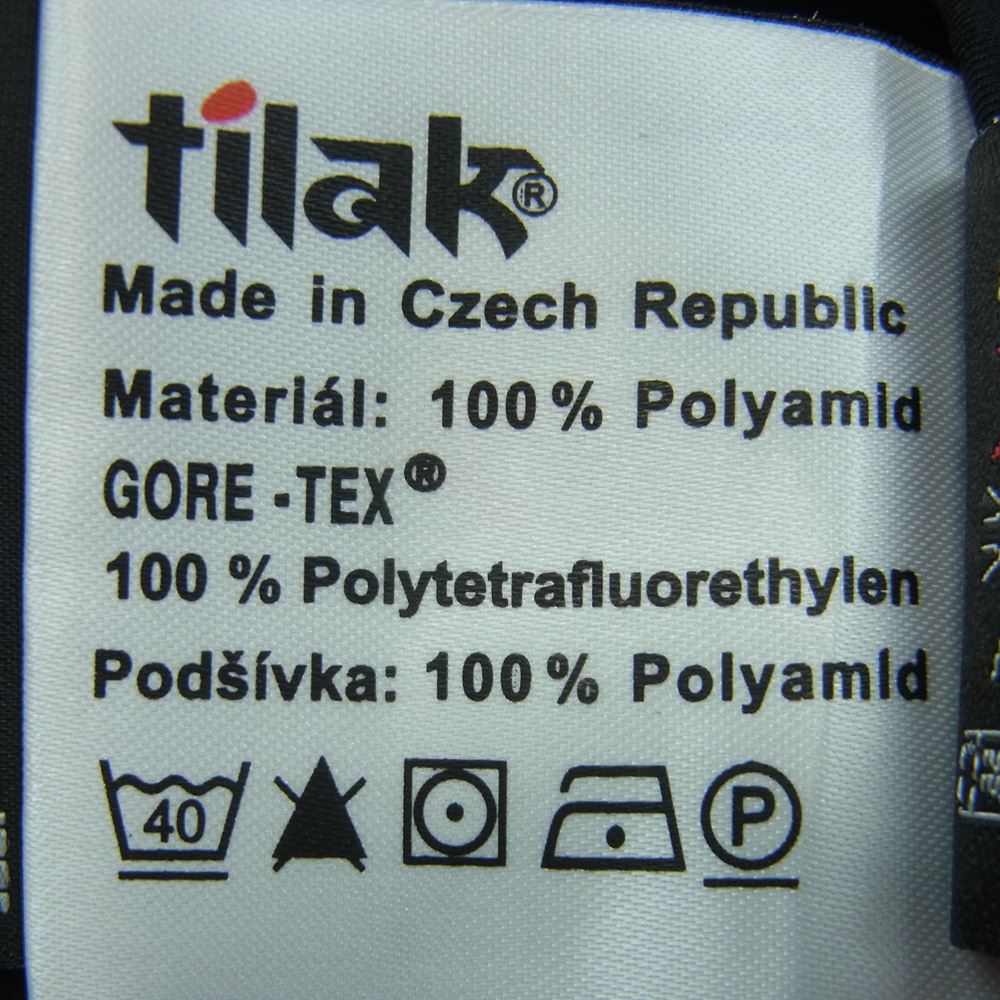 tilak®
Made in Czech Republic
Materiál: 100% Polyamid
GORE -TEX®
100 % Polytetrafluorethylen
Podšívka: 100% Polyamid
40 P